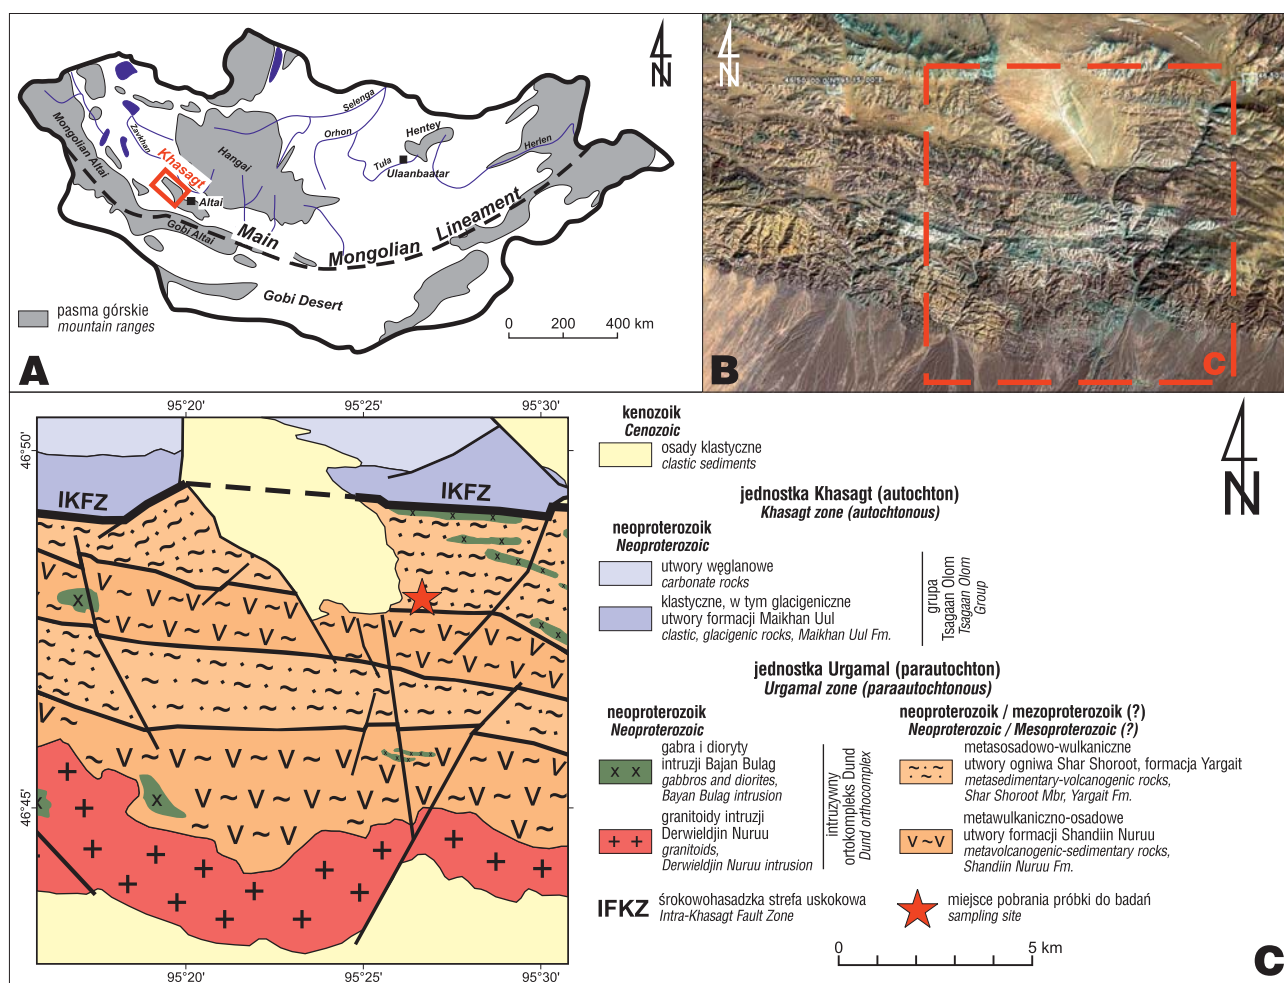 N
Selenga
Orhon
Hentey
Herlen
Tula
Ulaanbaatar
Zavkhan
Mongolian Altai
Khasagt
Hangai
Altai
Gobi Altai
Main
Mongolian
Lineament
Gobi Desert
pasma górskie
mountain ranges
0 200 400 km
A
N
B
C
95°20' 95°25' 95°30'
46°50'
46°45'
IKFZ
IKFZ
95°20' 95°25' 95°30'
N
kenozoik
Cenozoic
osady klastyczne
clastic sediments
jednostka Khasagt (autochton)
Khasagt zone (autochtonous)
neoproterozoik
Neoproterozoic
utwory węglanowe
carbonate rocks
klastyczne, w tym glacigeniczne
utwory formacji Maikhan Uul
clastic, glacigenic rocks, Maikhan Uul Fm.
grupa
Tsagaan Olom
Tsagaan Olom
Group
jednostka Urgamal (parautochton)
Urgamal zone (paraautochtonous)
neoproterozoik
Neoproterozoic
gabra i dioryty
intruzji Bajan Bulag
gabbros and diorites,
Bayan Bulag intrusion
granitoidy intruzji
Derwieldjin Nuruu
granitoids,
Derwieldjin Nuruu intrusion
intruzywny
ortokompleks Dund
Dund orthocomplex
neoproterozoik / mezoproterozoik (?)
Neoproterozoic / Mesoproterozoic (?)
metasosadowo-wulkaniczne
utwory ogniwa Shar Shoroot, formacja Yargait
metasedimentary-volcanogenic rocks,
Shar Shoroot Mbr, Yargait Fm.
metawulkaniczno-osadowe
utwory formacji Shandiin Nuruu
metavolcanogenic-sedimentary rocks,
Shandiin Nuruu Fm.
IFKZ
śrokowohasadzka strefa uskokowa
Intra-Khasagt Fault Zone
miejsce pobrania próbki do badań
sampling site
0 5 km
C